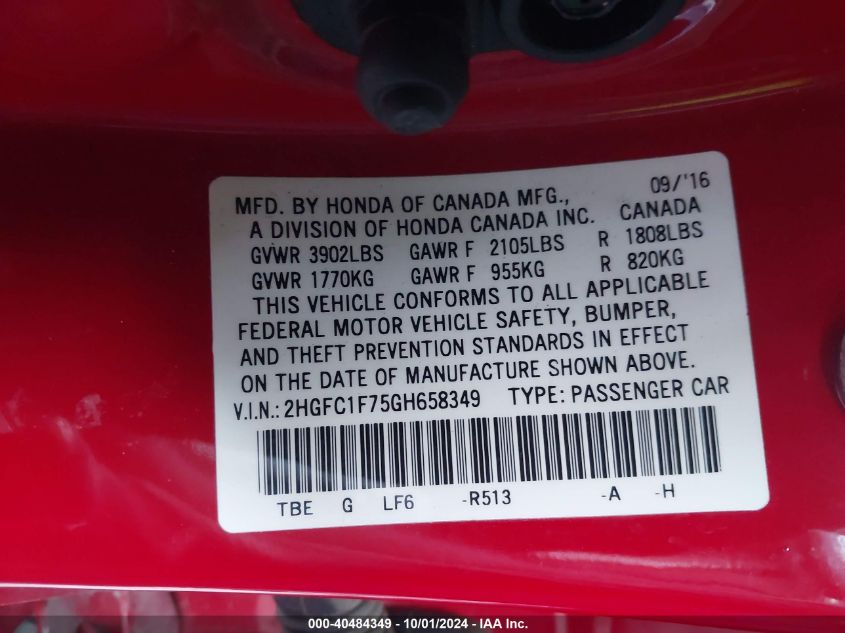 MFD. BY HONDA OF CANADA MFG., 09/'16
A DIVISION OF HONDA CANADA INC. CANADA
GVWR 3902LBS GAWR F 2105LBS R 1808LBS
GVWR 1770KG GAWR F 955KG R 820KG
THIS VEHICLE CONFORMS TO ALL APPLICABLE
FEDERAL MOTOR VEHICLE SAFETY, BUMPER,
AND THEFT PREVENTION STANDARDS IN EFFECT
ON THE DATE OF MANUFACTURE SHOWN ABOVE.
V.I.N.: 2HGFC1F75GH658349 TYPE: PASSENGER CAR
TBE G LF6 -R513 -A -H
000-40484349 - 10/01/2024 - IAA Inc.